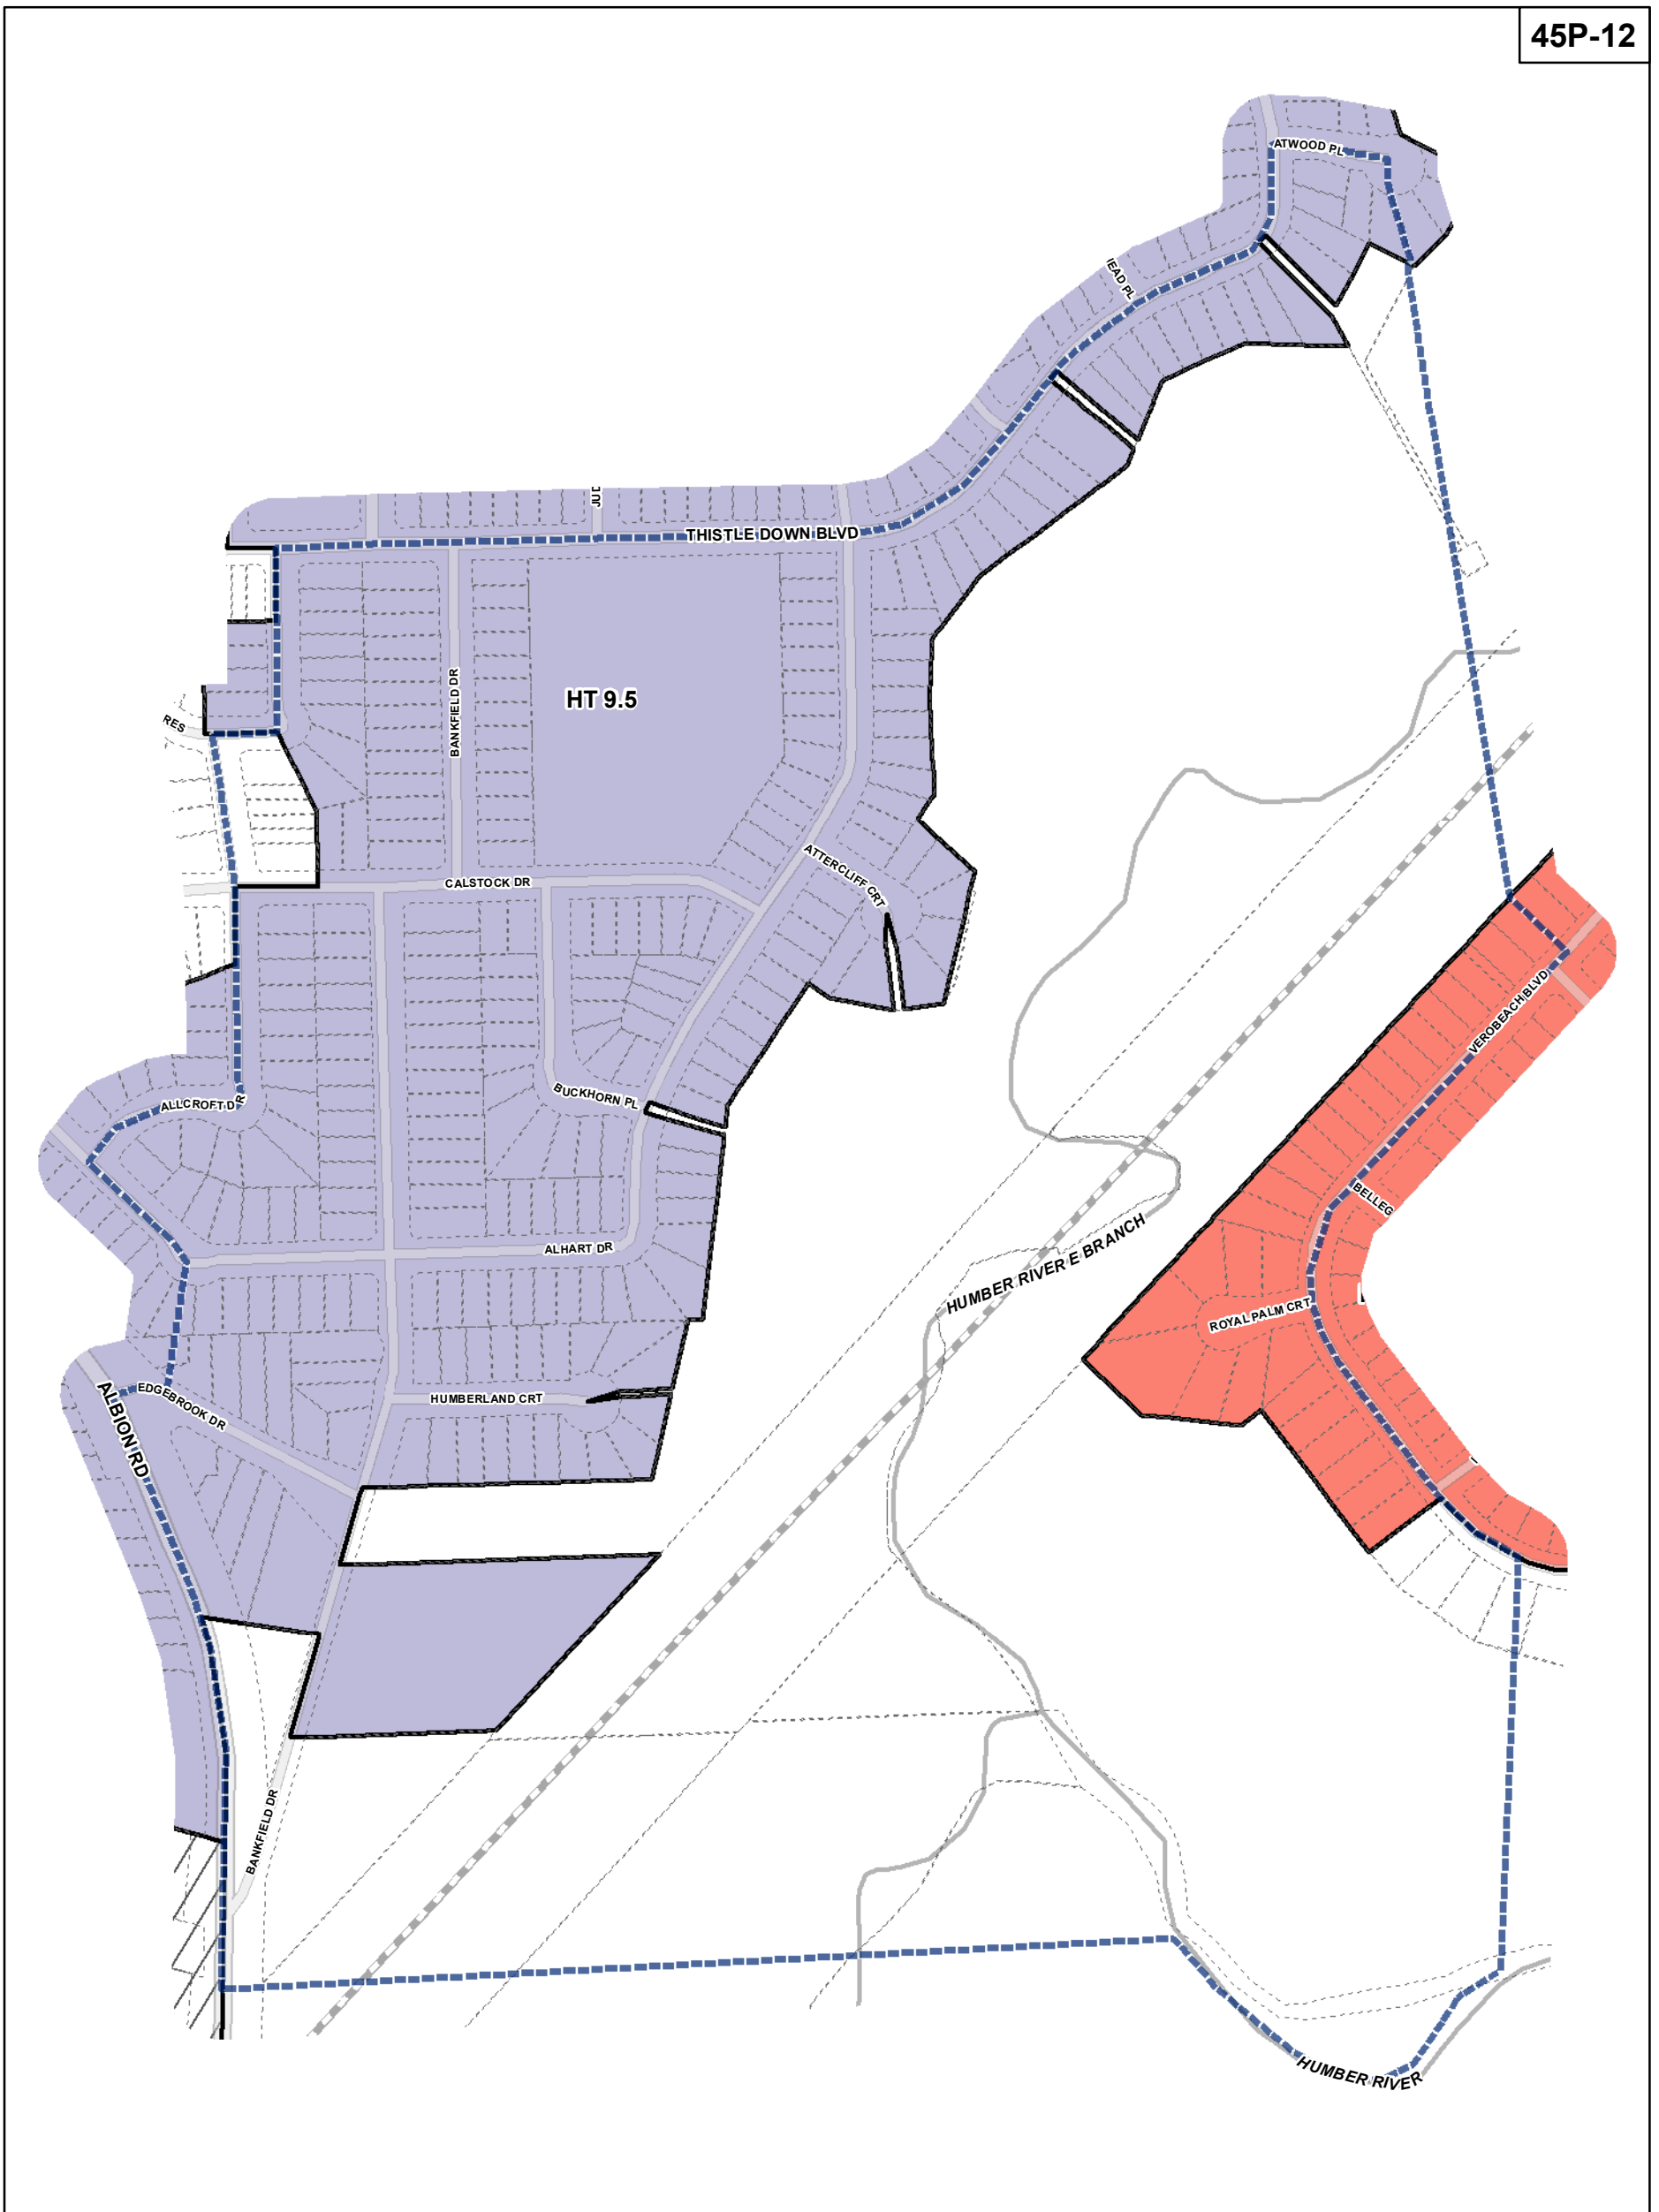 45P-12
ATWOOD PL
IEAD PL
THISTLE DOWN BLVD
HT 9.5
BANKFIELD DR
RES
ATTERCLIFF CRT
CALSTOCK DR
VEROBEACH BLVD
BUCKHORN PL
ALLCROFT DR
BELLEG
ALHART DR
HUMBER RIVER E BRANCH
ROYAL PALM CRT
EDGEBROOK DR
HUMBERLAND CRT
ALBION RD
BANKFIELD DR
HUMBER RIVER